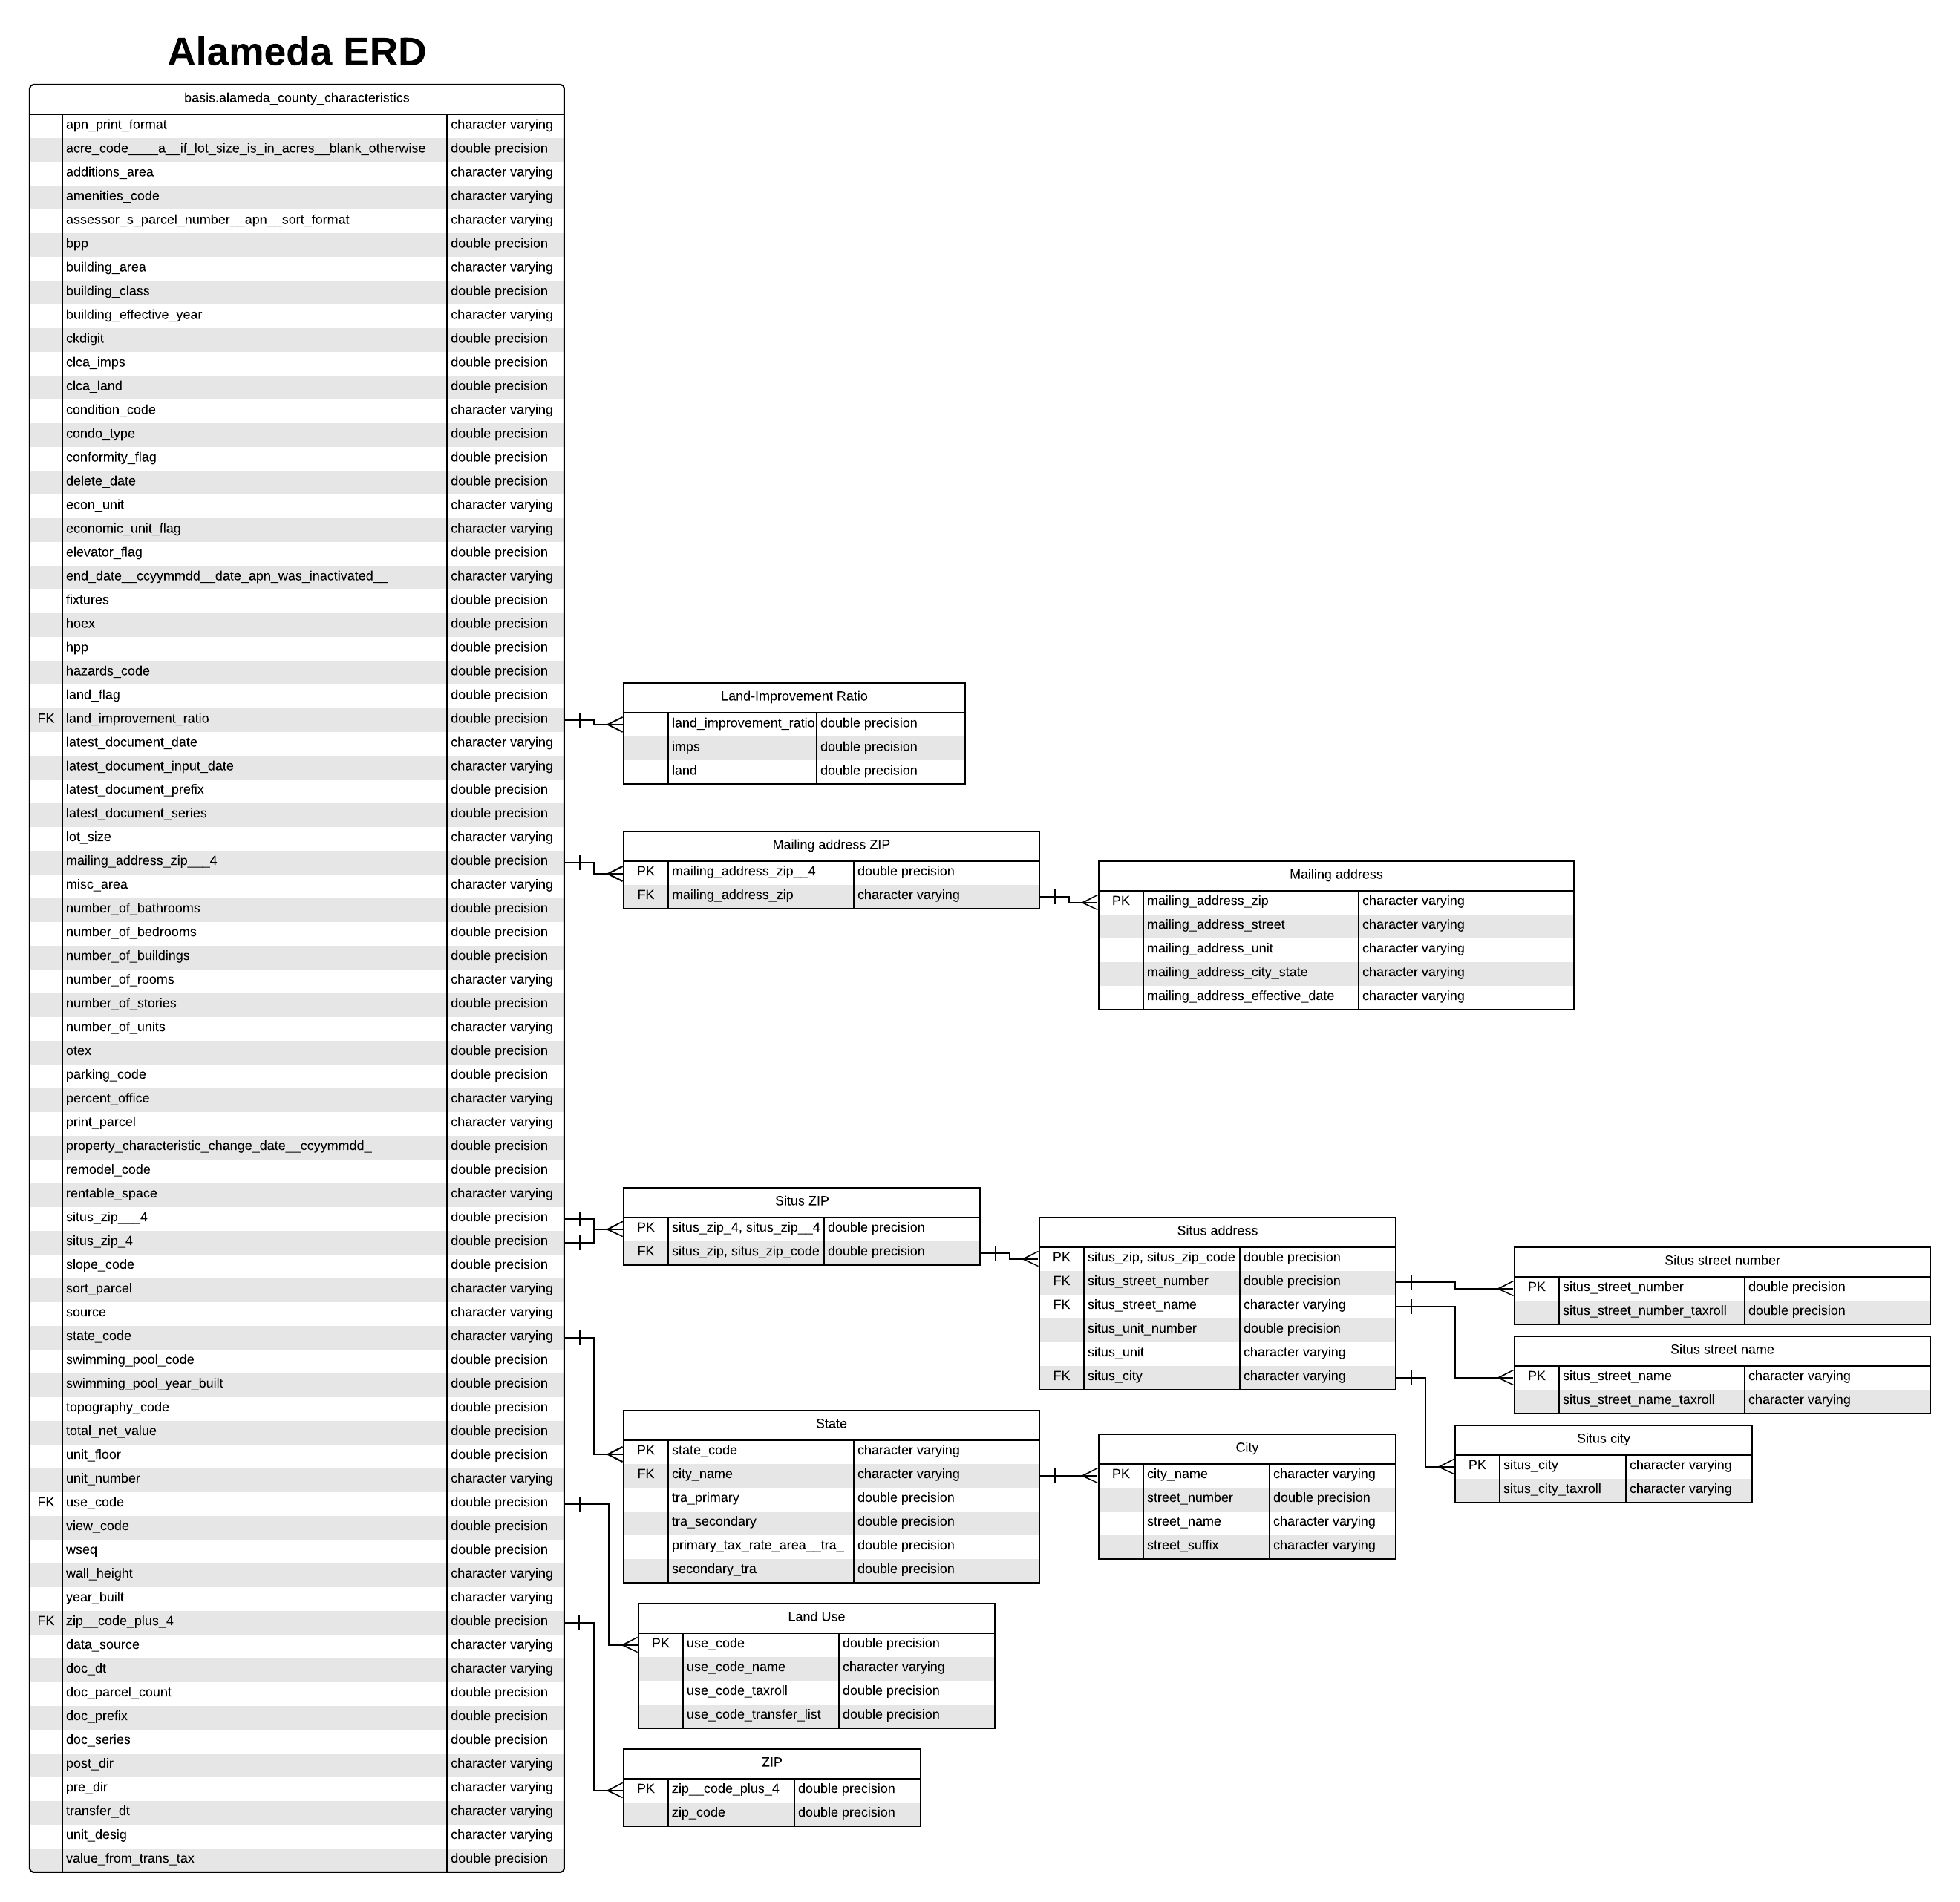 Alameda ERD
basis.alameda_county_characteristics
apn_print_format character varying
acre_code____a__if_lot_size_is_in_acres__blank_otherwise double precision
additions_area character varying
amenities_code character varying
assessor_s_parcel_number__apn__sort_format character varying
bpp double precision
building_area character varying
building_class double precision
building_effective_year character varying
ckdigit double precision
clca_imps double precision
clca_land double precision
condition_code character varying
condo_type double precision
conformity_flag double precision
delete_date double precision
econ_unit character varying
economic_unit_flag character varying
elevator_flag double precision
end_date__ccyymmdd__date_apn_was_inactivated__ character varying
fixtures double precision
hoex double precision
hpp double precision
hazards_code double precision
land_flag double precision
FK land_improvement_ratio double precision
latest_document_date character varying
latest_document_input_date character varying
latest_document_prefix double precision
latest_document_series double precision
lot_size character varying
mailing_address_zip___4 double precision
misc_area character varying
number_of_bathrooms double precision
number_of_bedrooms double precision
number_of_buildings double precision
number_of_rooms character varying
number_of_stories double precision
number_of_units character varying
otex double precision
parking_code double precision
percent_office character varying
print_parcel character varying
property_characteristic_change_date__ccyymmdd_ double precision
remodel_code double precision
rentable_space character varying
situs_zip___4 double precision
situs_zip_4 double precision
slope_code double precision
sort_parcel character varying
source character varying
state_code character varying
swimming_pool_code double precision
swimming_pool_year_built double precision
topography_code double precision
total_net_value double precision
unit_floor double precision
unit_number character varying
FK use_code double precision
view_code double precision
wseq double precision
wall_height character varying
year_built character varying
FK zip__code_plus_4 double precision
data_source character varying
doc_dt character varying
doc_parcel_count double precision
doc_prefix double precision
doc_series double precision
post_dir character varying
pre_dir character varying
transfer_dt character varying
unit_desig character varying
value_from_trans_tax double precision
Land-Improvement Ratio
land_improvement_ratio double precision
imps double precision
land double precision
Mailing address ZIP
PK mailing_address_zip__4 double precision
FK mailing_address_zip character varying
Mailing address
PK mailing_address_zip character varying
mailing_address_street character varying
mailing_address_unit character varying
mailing_address_city_state character varying
mailing_address_effective_date character varying
Situs ZIP
PK situs_zip_4, situs_zip__4 double precision
FK situs_zip, situs_zip_code double precision
Situs address
PK situs_zip, situs_zip_code double precision
FK situs_street_number double precision
FK situs_street_name character varying
situs_unit_number double precision
situs_unit character varying
FK situs_city character varying
Situs street number
PK situs_street_number double precision
situs_street_number_taxroll double precision
Situs street name
PK situs_street_name character varying
situs_street_name_taxroll character varying
Situs city
PK situs_city character varying
situs_city_taxroll character varying
State
PK state_code character varying
FK city_name character varying
tra_primary double precision
tra_secondary double precision
primary_tax_rate_area__tra_ double precision
secondary_tra double precision
City
PK city_name character varying
street_number double precision
street_name character varying
street_suffix character varying
Land Use
PK use_code double precision
use_code_name character varying
use_code_taxroll double precision
use_code_transfer_list double precision
ZIP
PK zip__code_plus_4 double precision
zip_code double precision